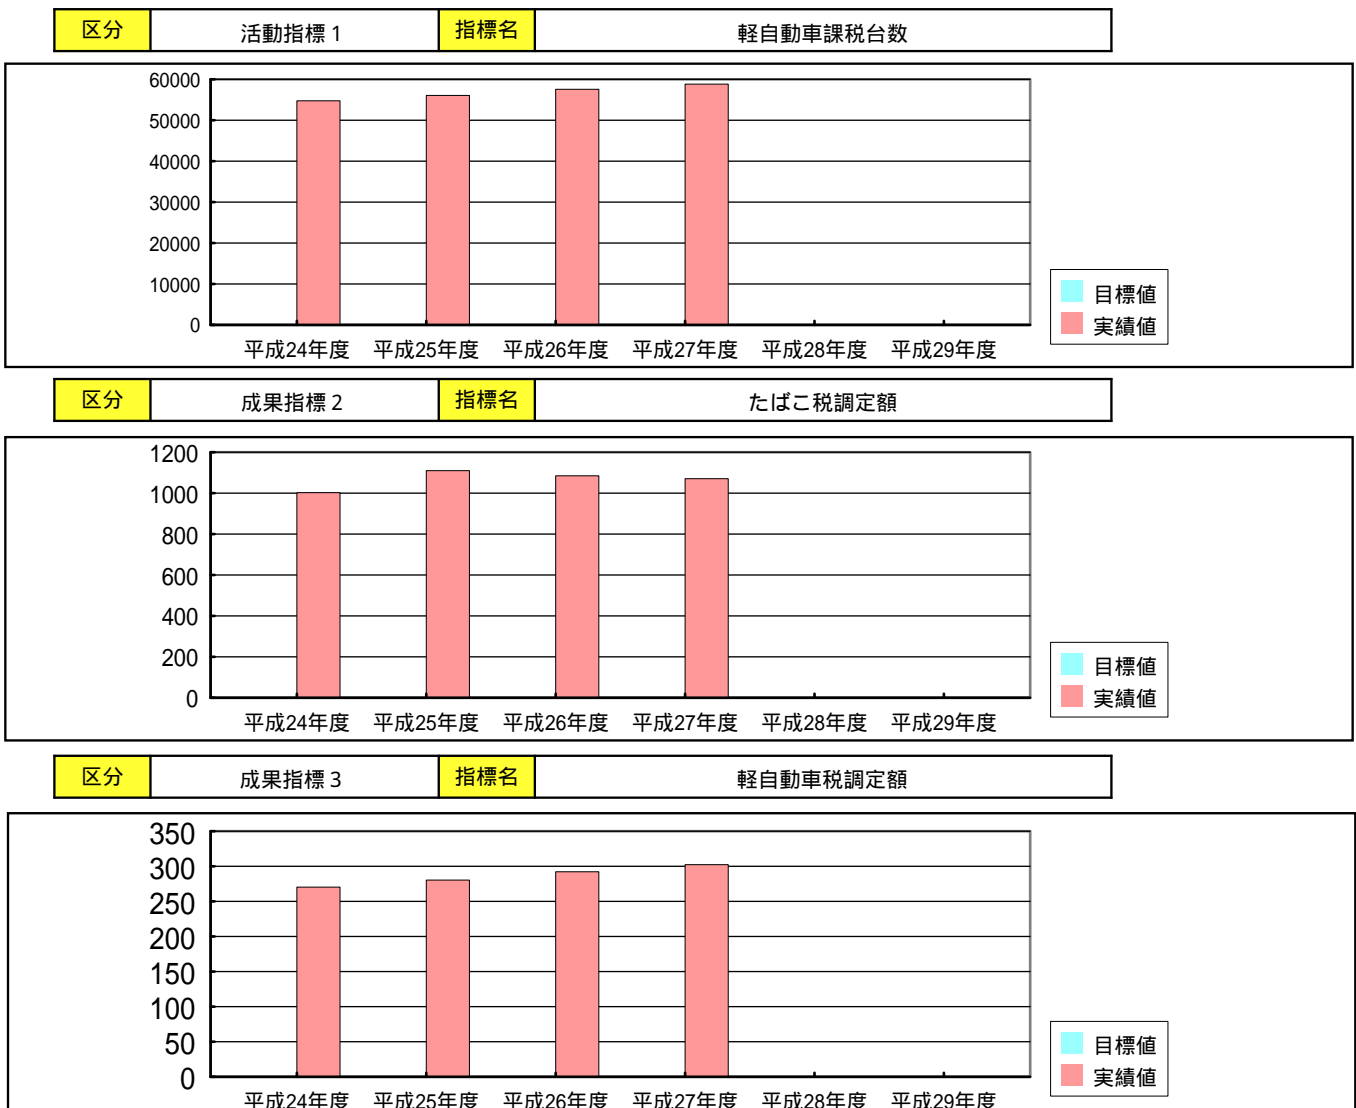 区分 活動指標１ 指標名 軽自動車課税台数
60000
50000
40000
30000
20000
10000
0
平成24年度 平成25年度 平成26年度 平成27年度 平成28年度 平成29年度
目標値
実績値
区分 成果指標２ 指標名 たばこ税調定額
1200
1000
800
600
400
200
0
平成24年度 平成25年度 平成26年度 平成27年度 平成28年度 平成29年度
目標値
実績値
区分 成果指標３ 指標名 軽自動車税調定額
350
300
250
200
150
100
50
0
平成24年度 平成25年度 平成26年度 平成27年度 平成28年度 平成29年度
目標値
実績値